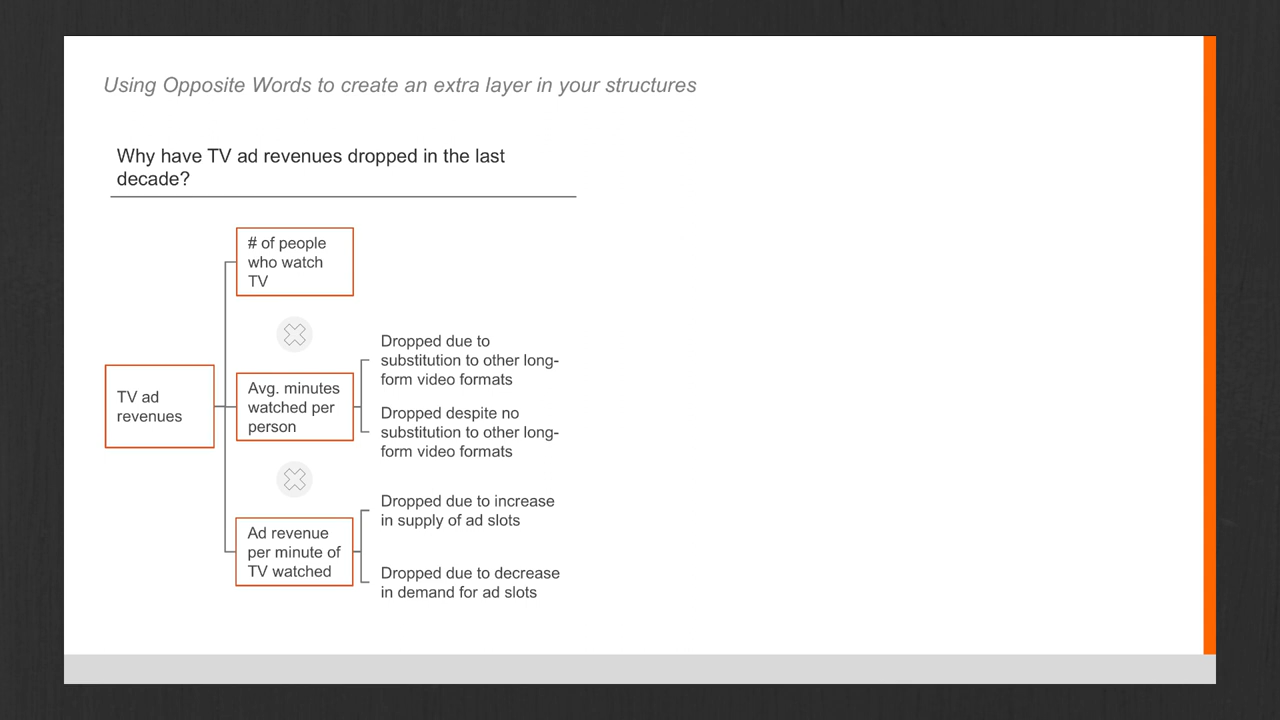 Using Opposite Words to create an extra layer in your structures
Why have TV ad revenues dropped in the last
decade?
# of people
who watch
TV
TV ad
revenues
Avg. minutes
watched per
person
Dropped due to
substitution to other long-
form video formats
Dropped despite no
substitution to other long-
form video formats
Ad revenue
per minute of
TV watched
Dropped due to increase
in supply of ad slots
Dropped due to decrease
in demand for ad slots